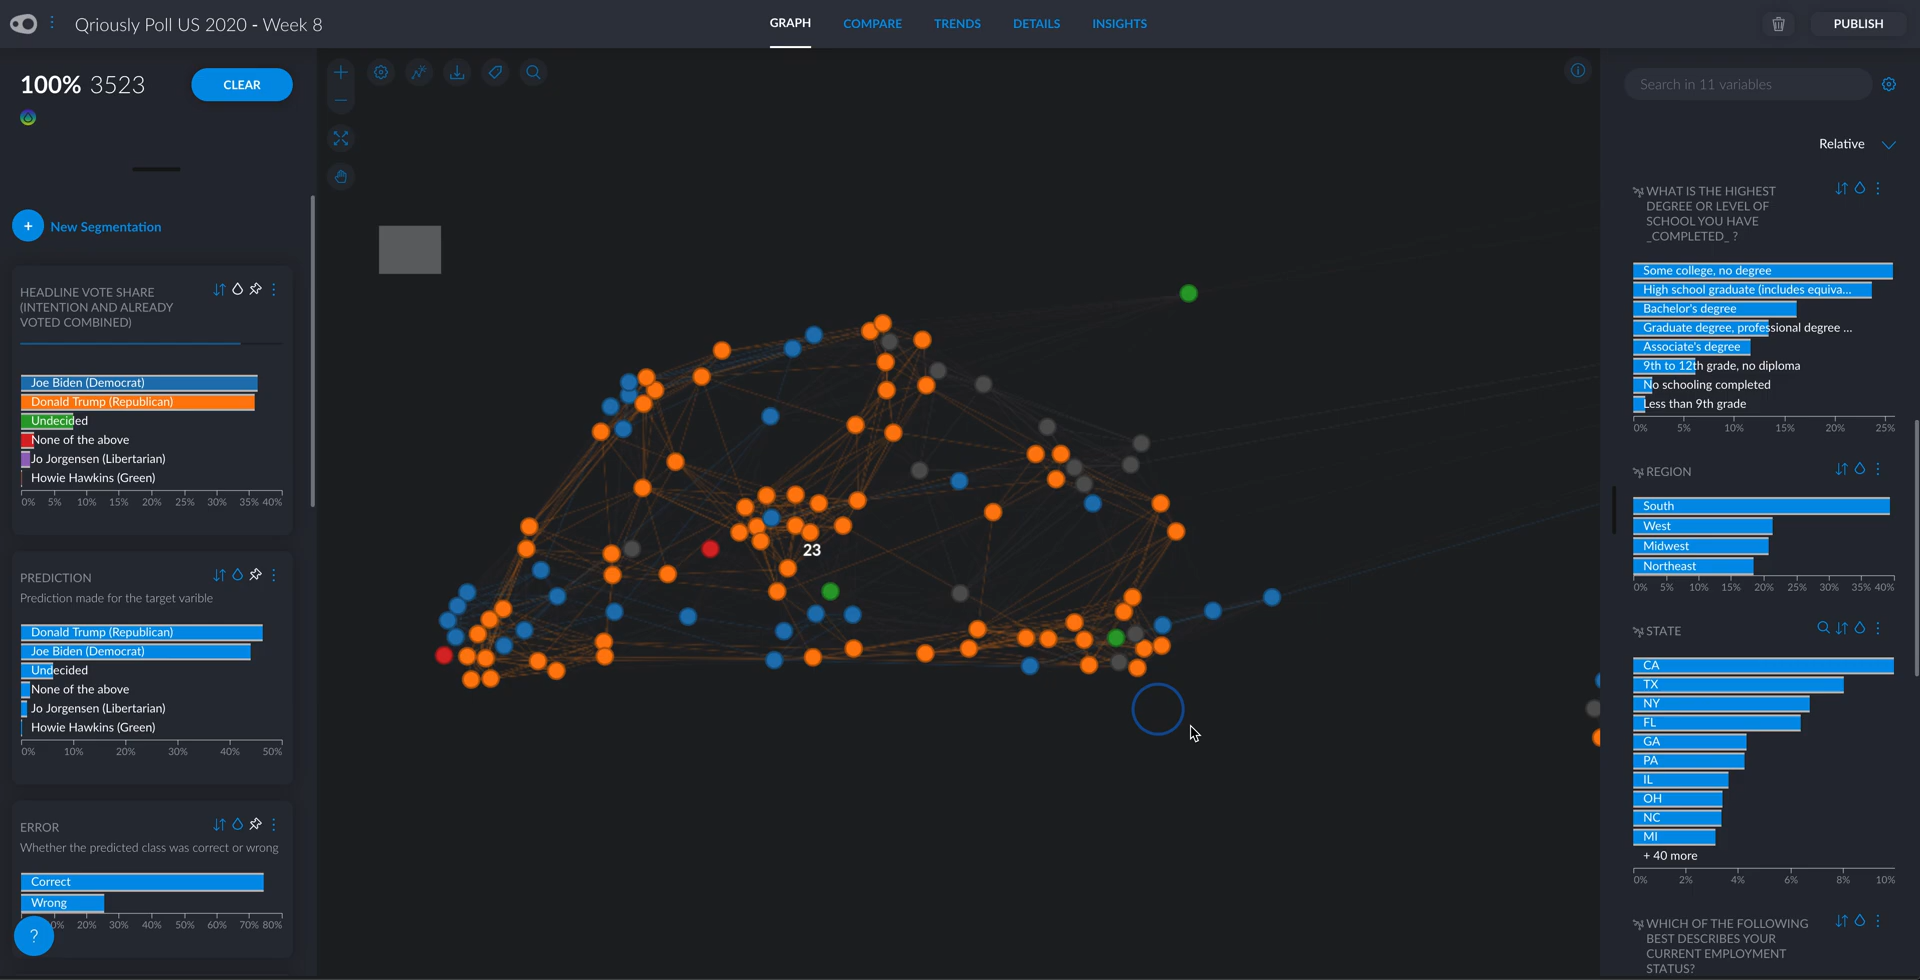 Qriously Poll US 2020 - Week 8
GRAPH
COMPARE
TRENDS
DETAILS
INSIGHTS
PUBLISH
100% 3523
CLEAR
New Segmentation
HEADLINE VOTE SHARE
(INTENTION AND ALREADY
VOTED COMBINED)
Joe Biden (Democrat)
Donald Trump (Republican)
Undecided
None of the above
Jo Jorgensen (Libertarian)
Howie Hawkins (Green)
0% 5% 10% 15% 20% 25% 30% 35% 40%
PREDICTION
Prediction made for the target varible
Donald Trump (Republican)
Joe Biden (Democrat)
Undecided
None of the above
Jo Jorgensen (Libertarian)
Howie Hawkins (Green)
0% 10% 20% 30% 40% 50%
ERROR
Whether the predicted class was correct or wrong
Correct
Wrong
0% 20% 30% 40% 50% 60% 70% 80%
?
23
Search in 11 variables
Relative
WHAT IS THE HIGHEST
DEGREE OR LEVEL OF
SCHOOL YOU HAVE
_COMPLETED_ ?
Some college, no degree
High school graduate (includes equiva...
Bachelor's degree
Graduate degree, professional degree ...
Associate's degree
9th to 12th grade, no diploma
No schooling completed
Less than 9th grade
0% 5% 10% 15% 20% 25%
REGION
South
West
Midwest
Northeast
0% 5% 10% 15% 20% 25% 30% 35% 40%
STATE
CA
TX
NY
FL
GA
PA
IL
OH
NC
MI
+ 40 more
0% 2% 4% 6% 8% 10%
WHICH OF THE FOLLOWING
BEST DESCRIBES YOUR
CURRENT EMPLOYMENT
STATUS?